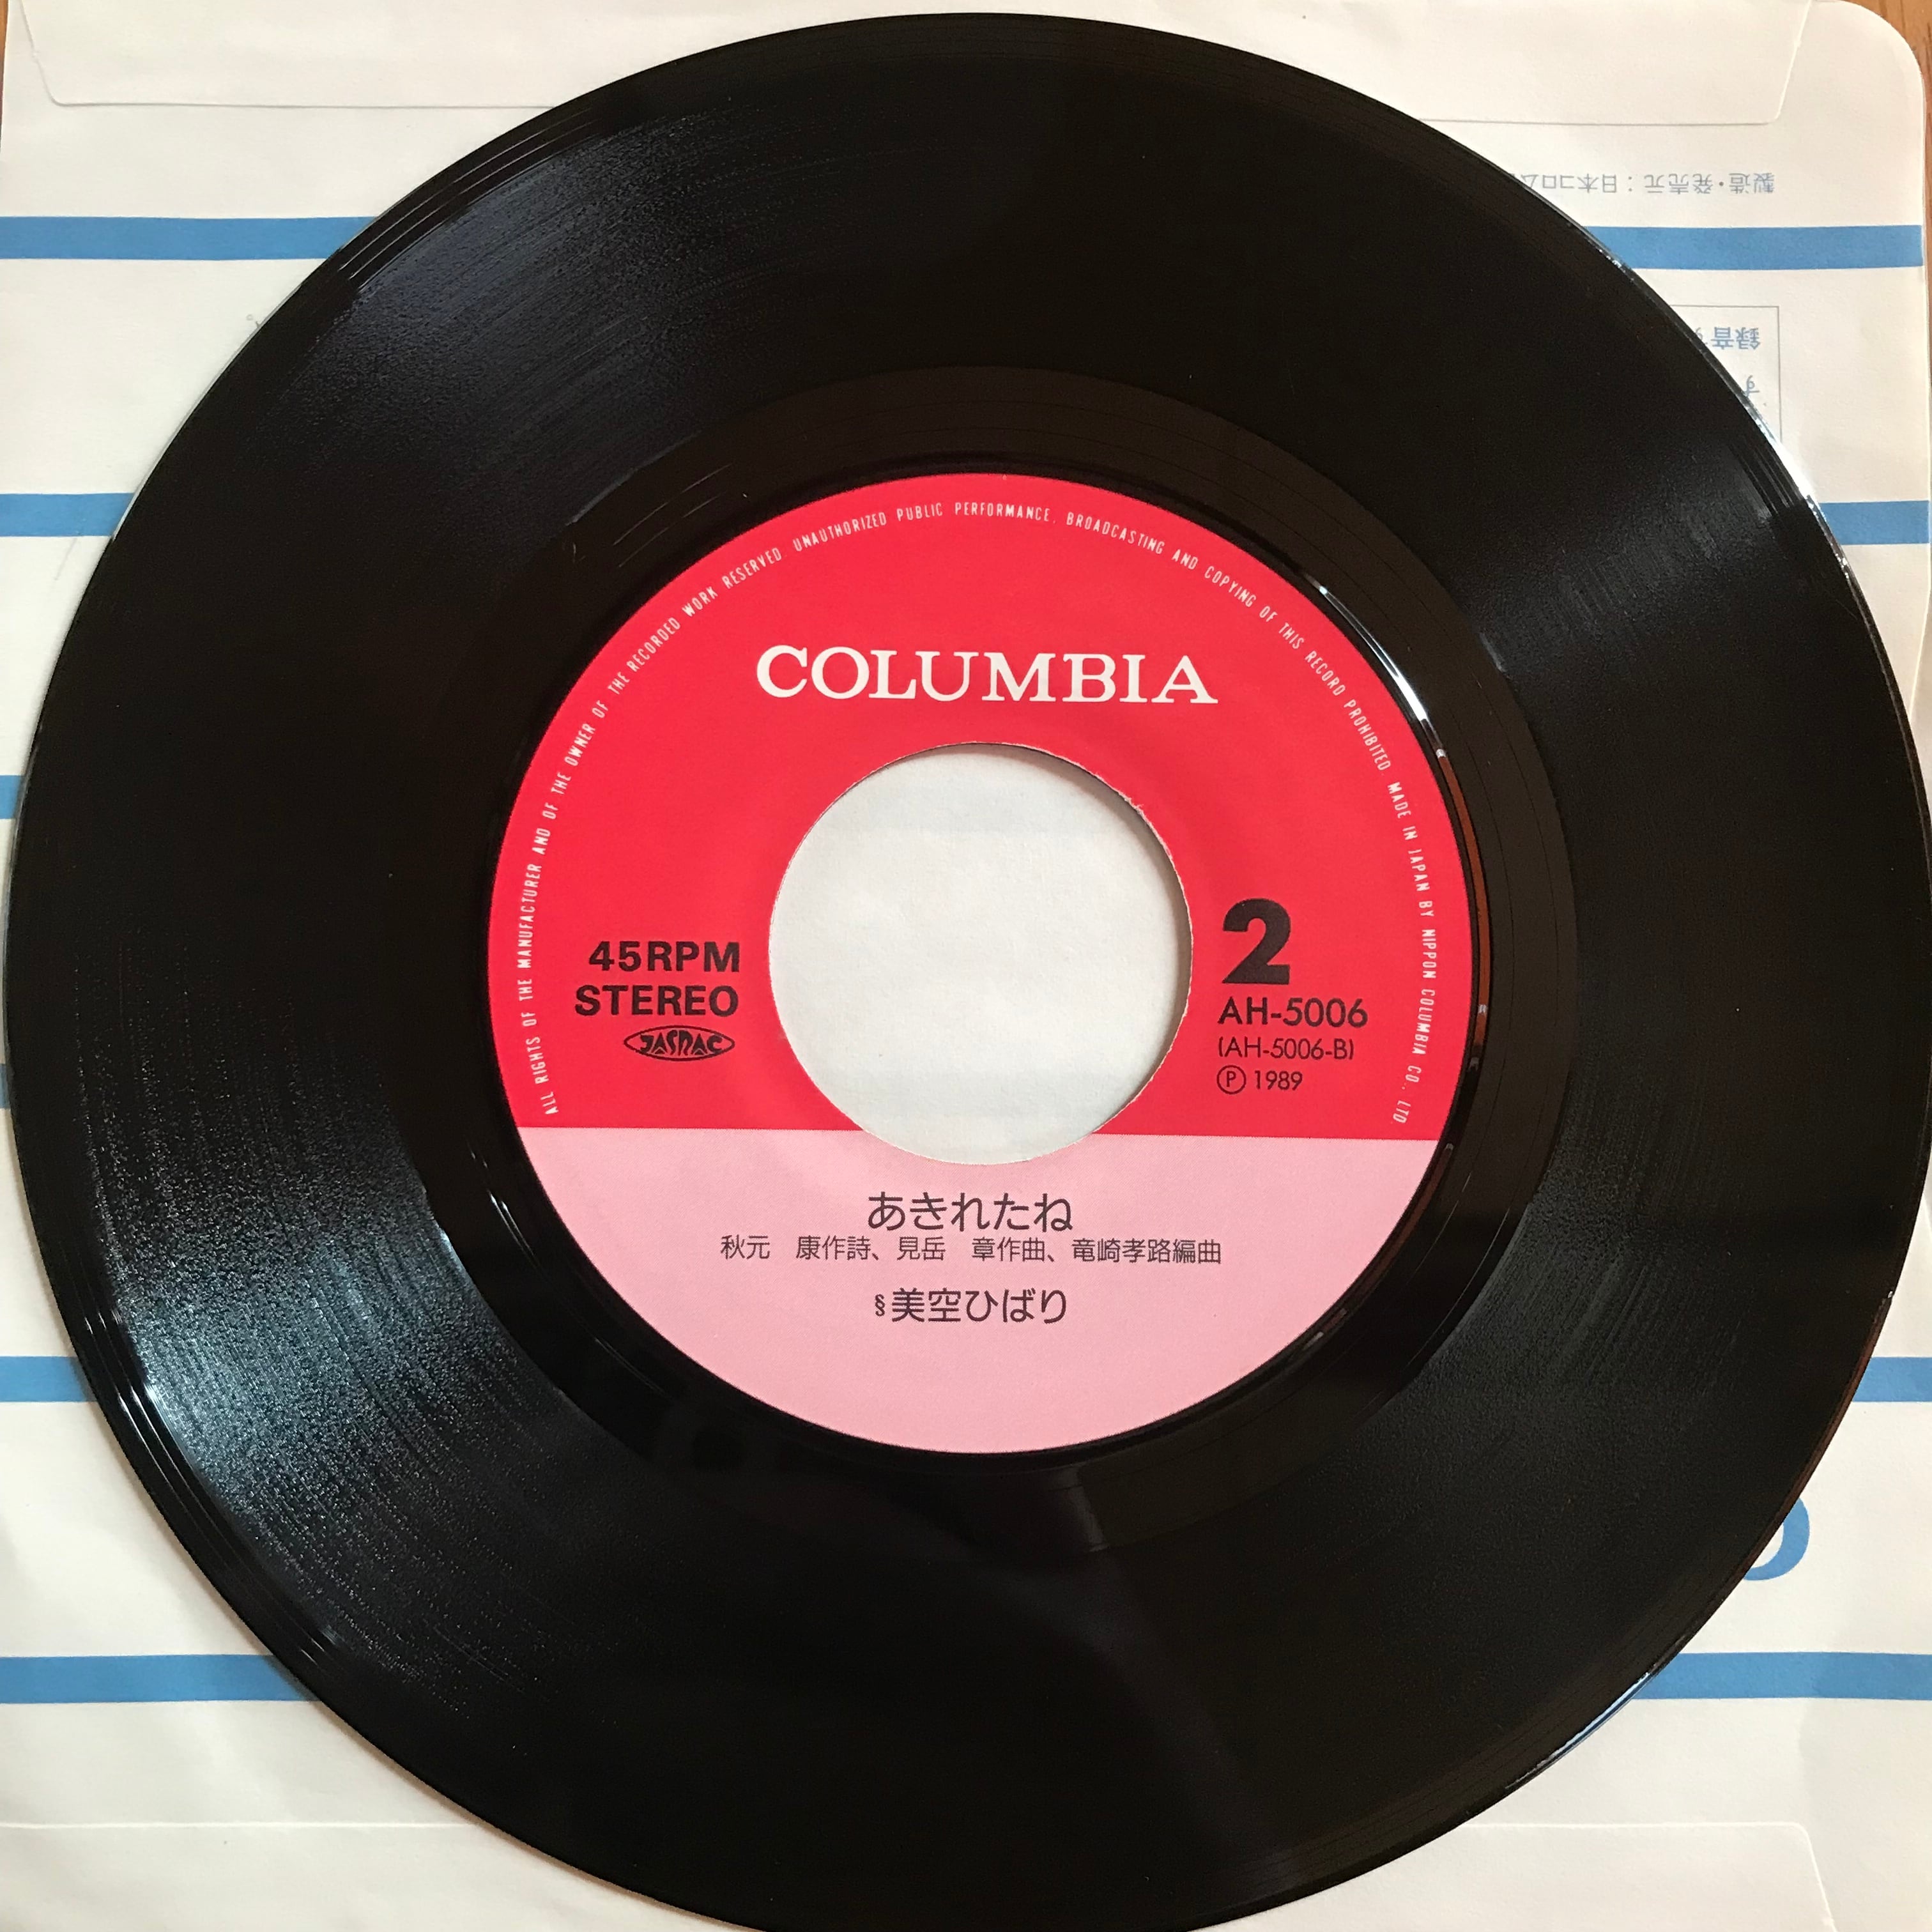 製造・発売元：日本コロム
録音
す
ALL RIGHTS OF THE MANUFACTURER AND OF THE OWNER OF THE RECORDED WORK RESERVED. UNAUTHORIZED PUBLIC PERFORMANCE, BROADCASTING AND COPYING OF THIS RECORD PROHIBITED MADE IN JAPAN BY NIPPON COLUMBIA CO., LTD
COLUMBIA
45RPM
STEREO
JASRAC
2
AH-5006
(AH-5006-B)
Ⓟ 1989
あきれたね
秋元　康作詩、見岳　章作曲、竜崎孝路編曲
§美空ひばり